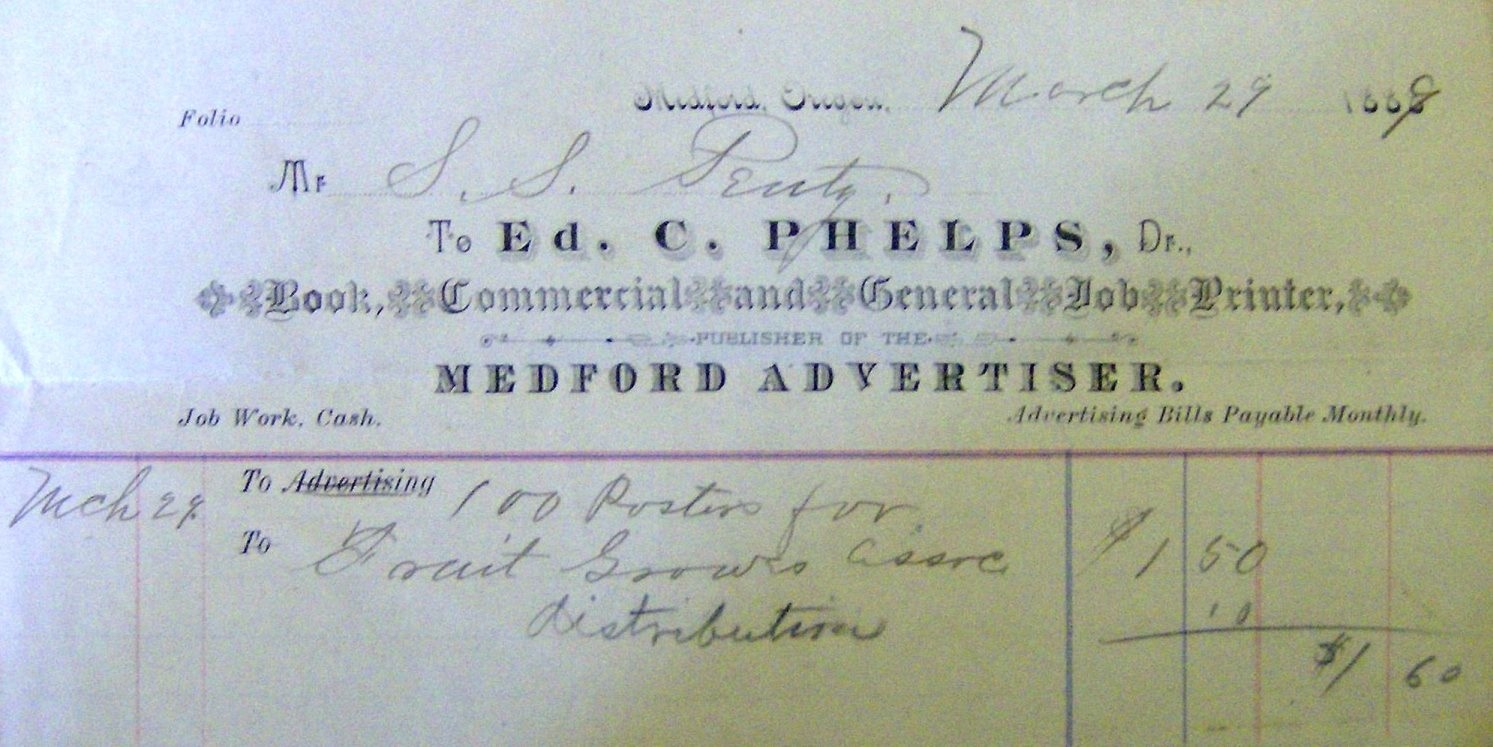 Folio
Medford, Oregon, March 29 1889
Mr S. S. Pentz,
To Ed. C. PHELPS, Dr.,
Book, Commercial and General Job Printer,
PUBLISHER OF THE
MEDFORD ADVERTISER.
Job Work, Cash. Advertising Bills Payable Monthly.
Mch 29 To Advertising 100 Posters for
To Fruit Growers Assoc $1 50
distribution 10
$1 60